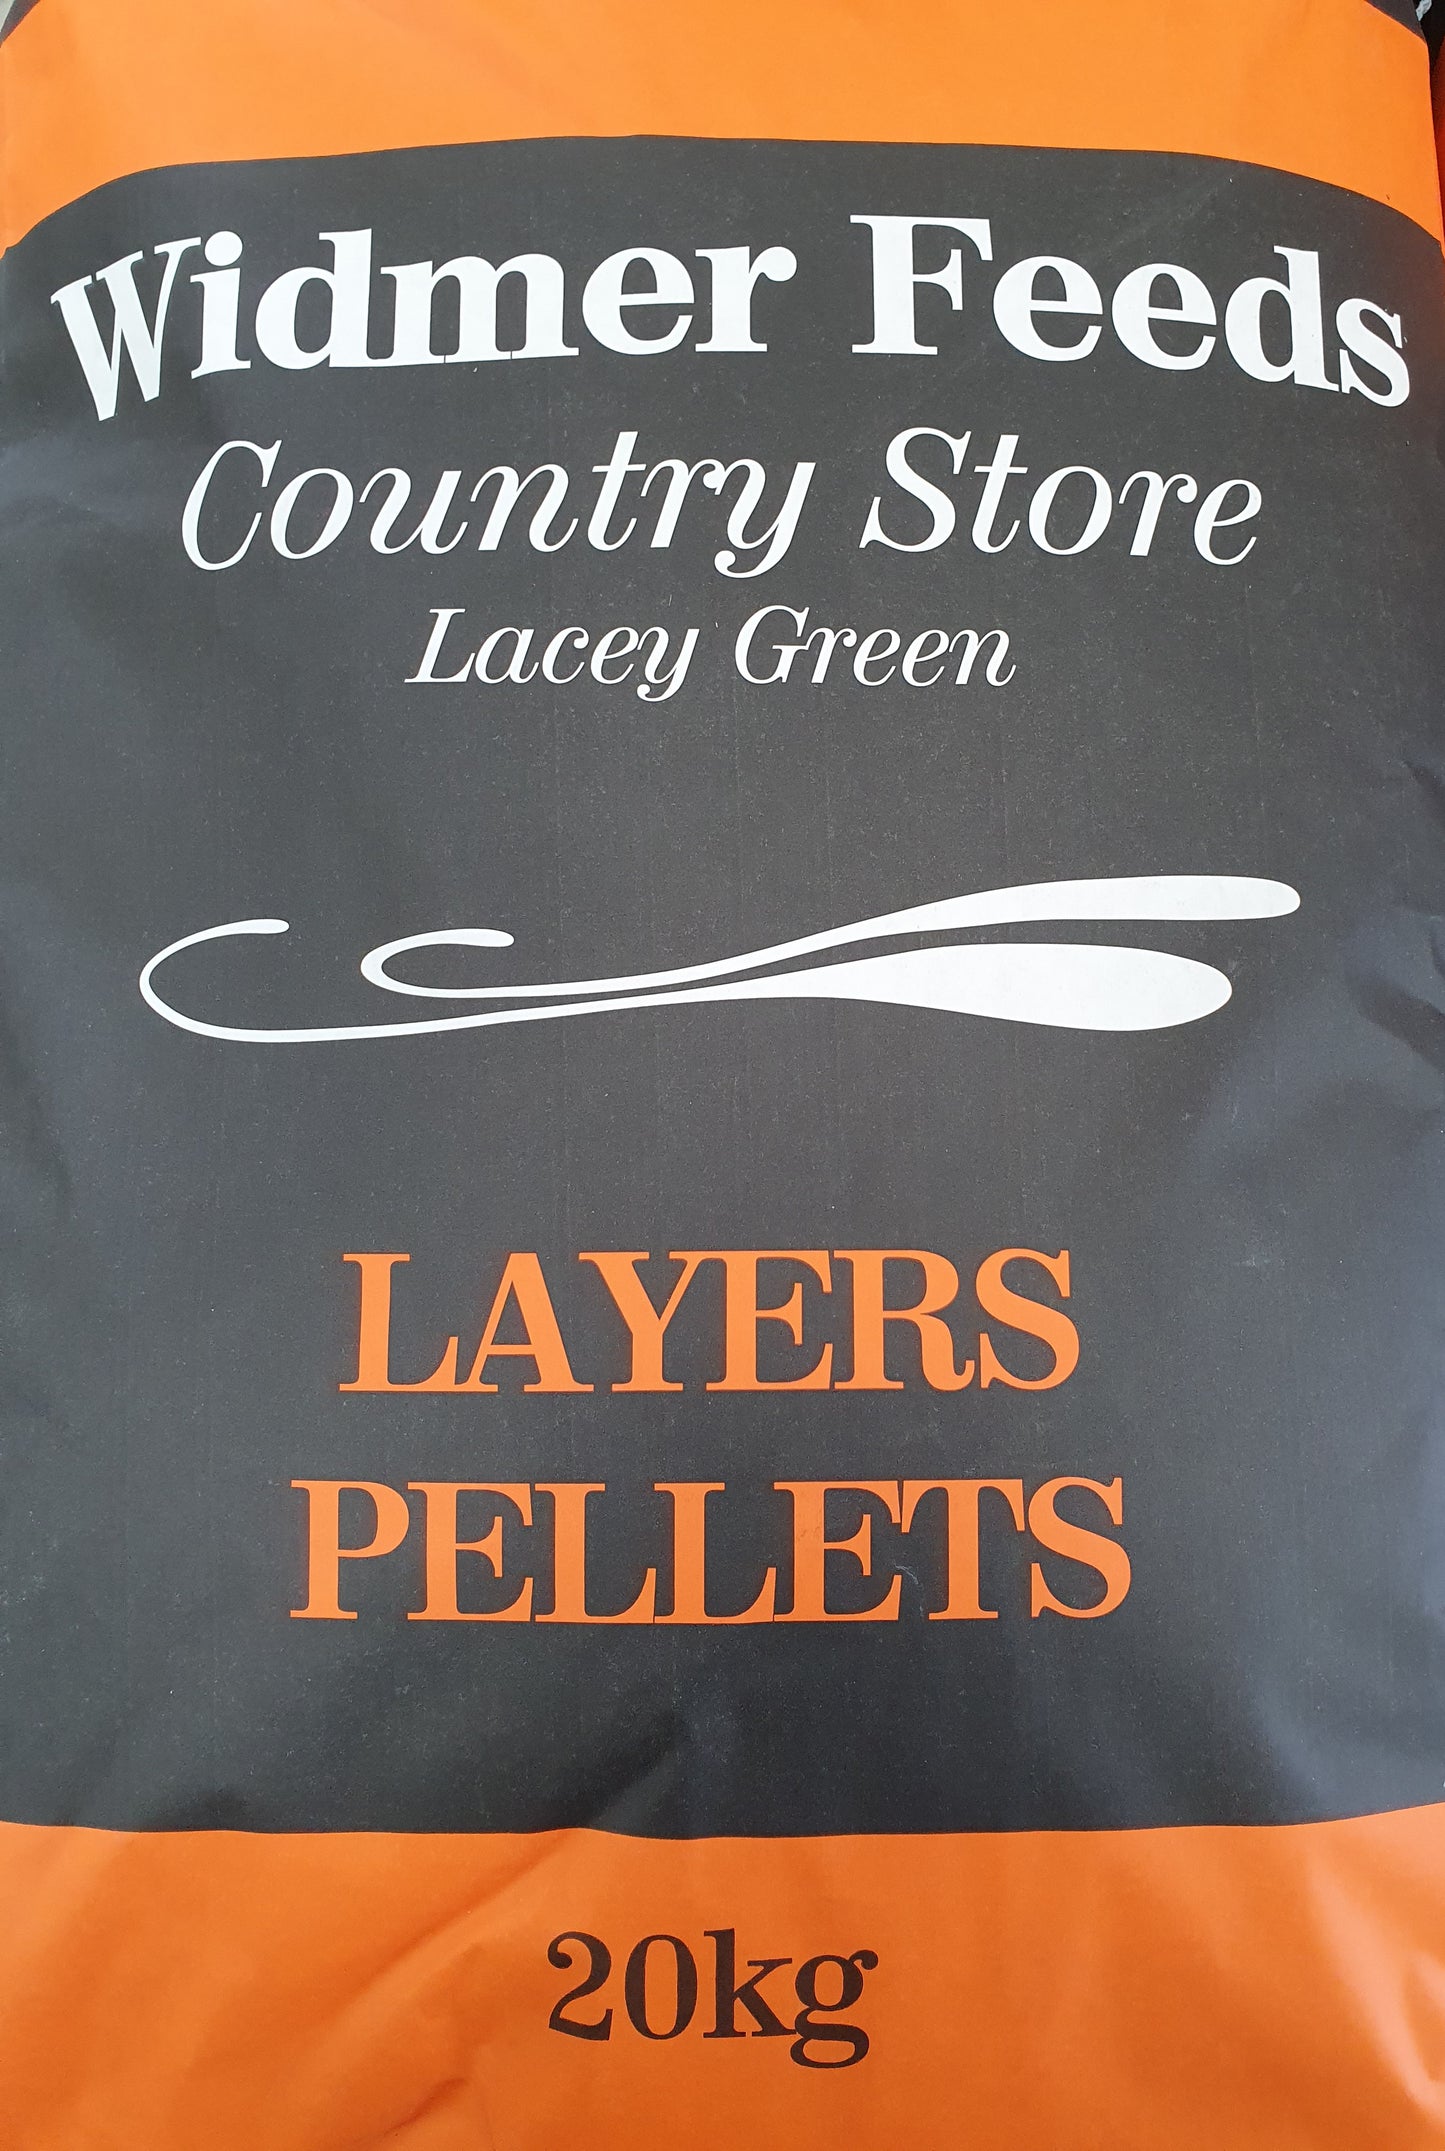 Widmer Feeds
Country Store
Lacey Green
LAYERS
PELLETS
20kg